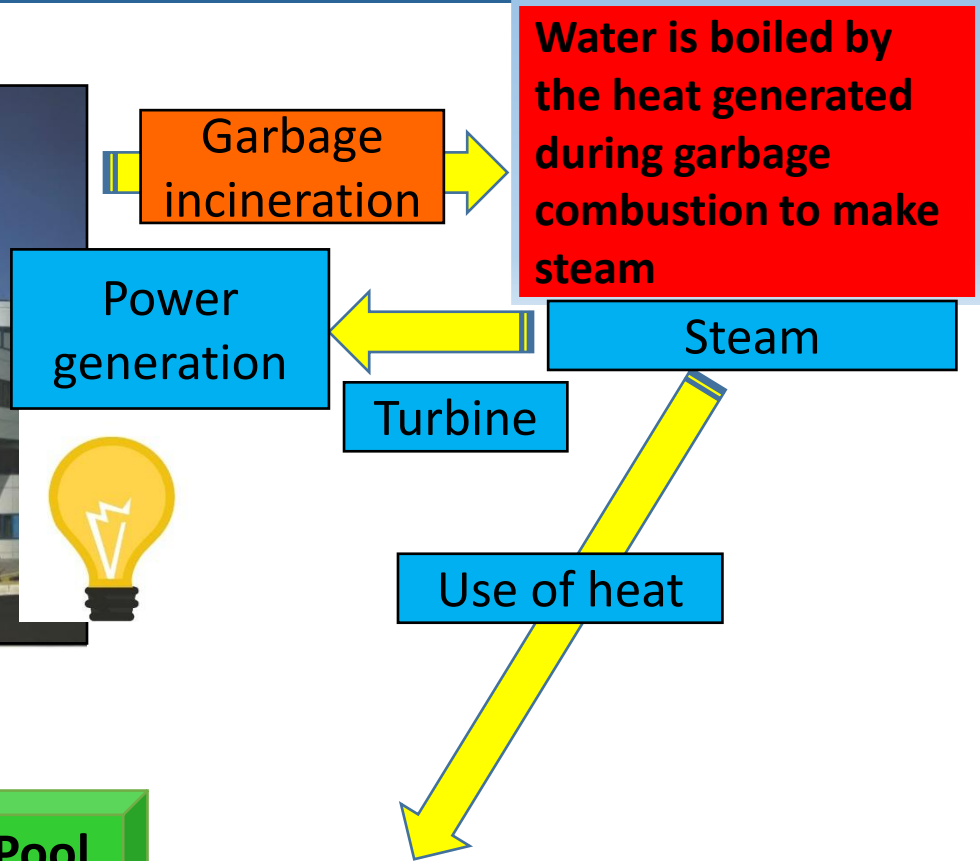 Water is boiled by
the heat generated
during garbage
combustion to make
steam
Garbage
incineration
Power
generation
Steam
Turbine
Use of heat
Pool